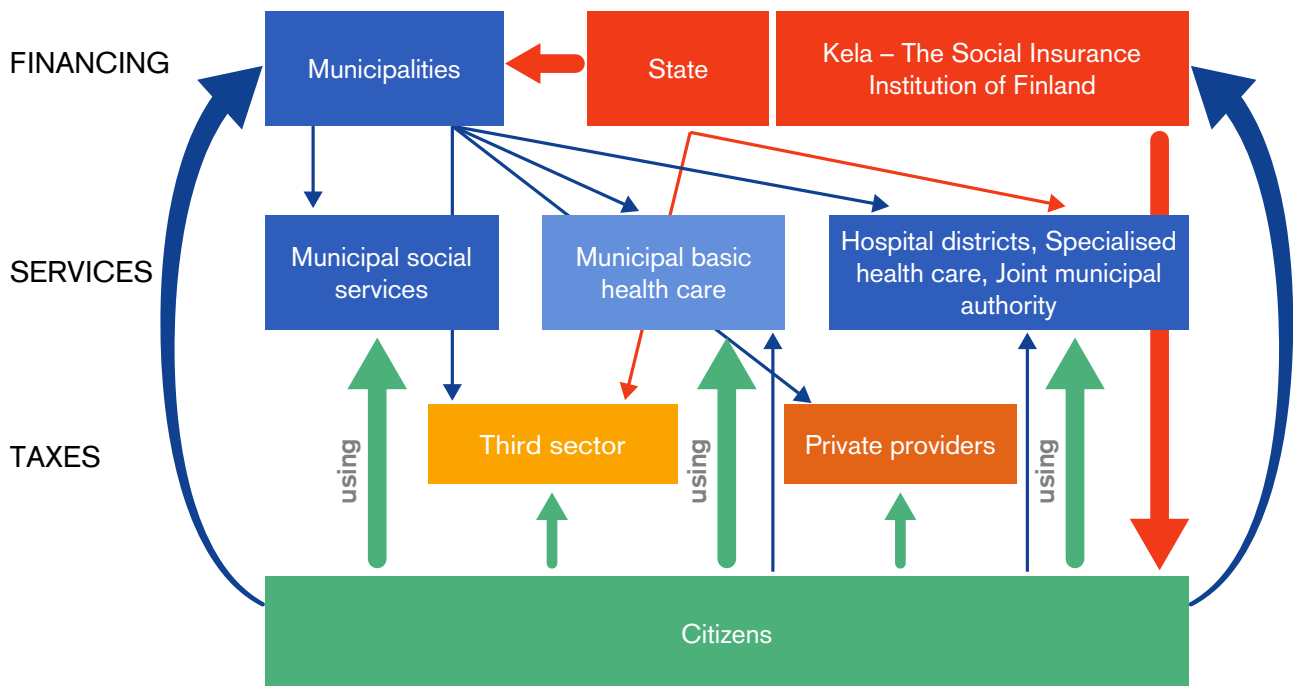 FINANCING
Municipalities
State
Kela – The Social Insurance
Institution of Finland
SERVICES
Municipal social
services
Municipal basic
health care
Hospital districts, Specialised
health care, Joint municipal
authority
TAXES
using
Third sector
using
Private providers
using
Citizens